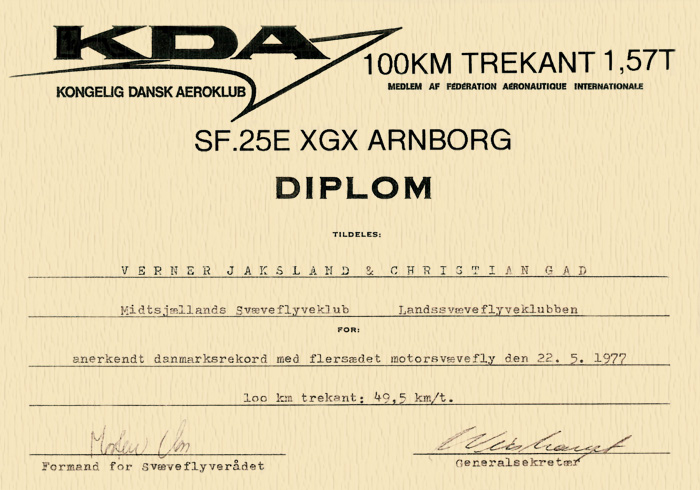 KDA
100KM TREKANT 1,57T
KONGELIG DANSK AEROKLUB
MEDLEM AF FÉDÉRATION AÉRONAUTIQUE INTERNATIONALE
SF.25E XGX ARNBORG
DIPLOM
TILDELES:
VERNER JAKSLAND & CHRISTIAN GAD
Midtsjællands Svæveflyveklub Landssvæveflyveklubben
FOR:
anerkendt danmarksrekord med flersædet motorsvævefly den 22. 5. 1977
loo km trekant: 49,5 km/t.
Formand for Svæveflyverådet
Generalsekretær